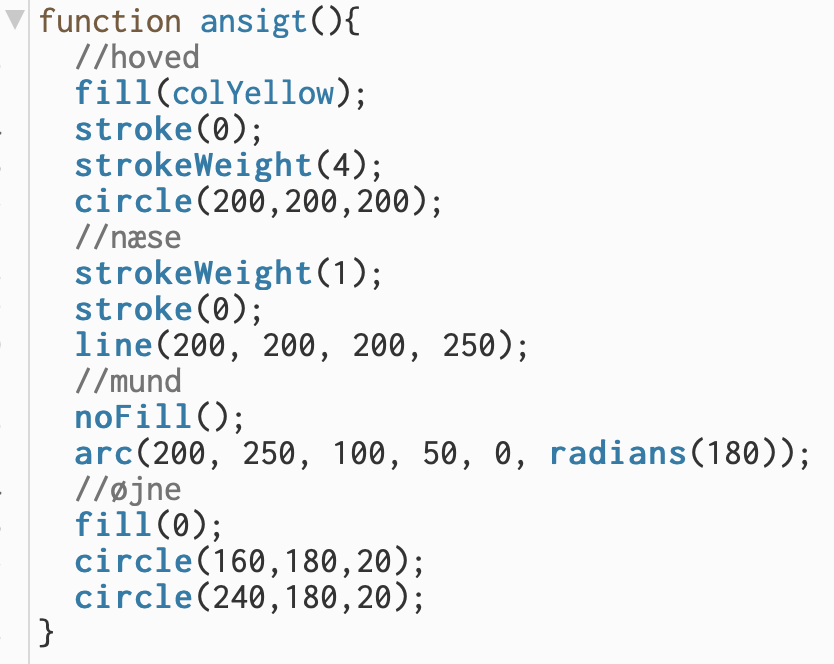 function ansigt(){
//hoved
fill(colYellow);
stroke(0);
strokeWeight(4);
circle(200,200,200);
//næse
strokeWeight(1);
stroke(0);
line(200, 200, 200, 250);
//mund
noFill();
arc(200, 250, 100, 50, 0, radians(180));
//øjne
fill(0);
circle(160,180,20);
circle(240,180,20);
}